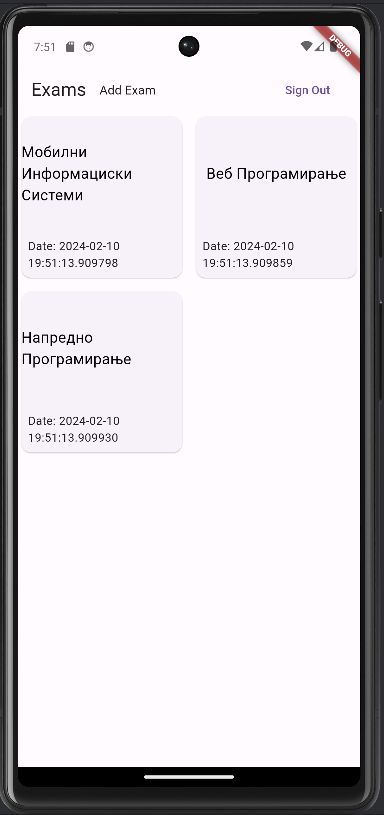 7:51
DEBUG
Exams Add Exam Sign Out
Мобилни
Информациски
Системи
Date: 2024-02-10
19:51:13.909798
Веб Програмирање
Date: 2024-02-10
19:51:13.909859
Напредно
Програмирање
Date: 2024-02-10
19:51:13.909930